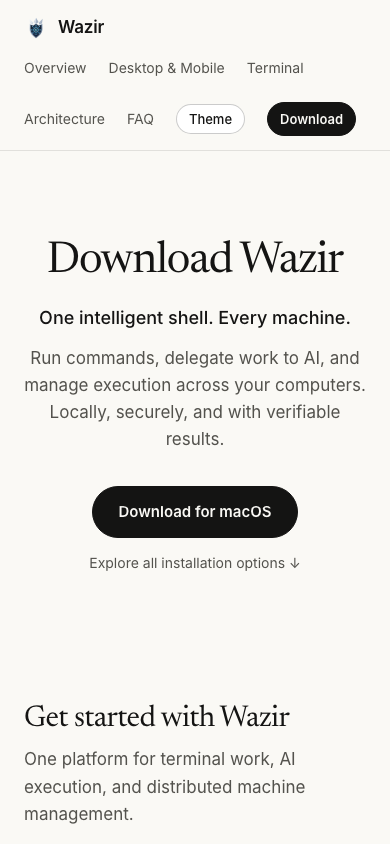 Wazir
Overview Desktop & Mobile Terminal
Architecture FAQ Theme Download
Download Wazir
One intelligent shell. Every machine.
Run commands, delegate work to AI, and
manage execution across your computers.
Locally, securely, and with verifiable
results.
Download for macOS
Explore all installation options ↓
Get started with Wazir
One platform for terminal work, AI
execution, and distributed machine
management.